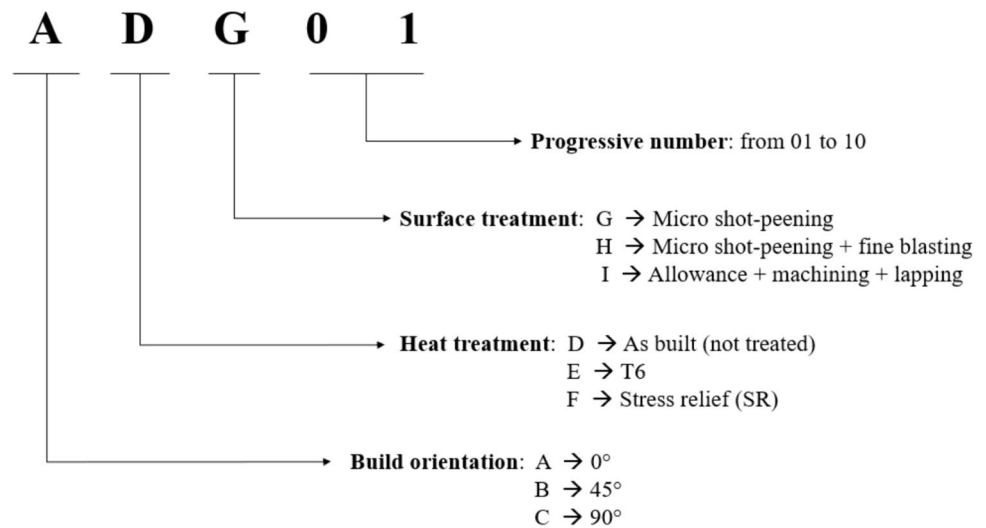 A D G 0 1
Progressive number: from 01 to 10
Surface treatment: G → Micro shot-peening
H → Micro shot-peening + fine blasting
I → Allowance + machining + lapping
Heat treatment: D → As built (not treated)
E → T6
F → Stress relief (SR)
Build orientation: A → 0°
B → 45°
C → 90°